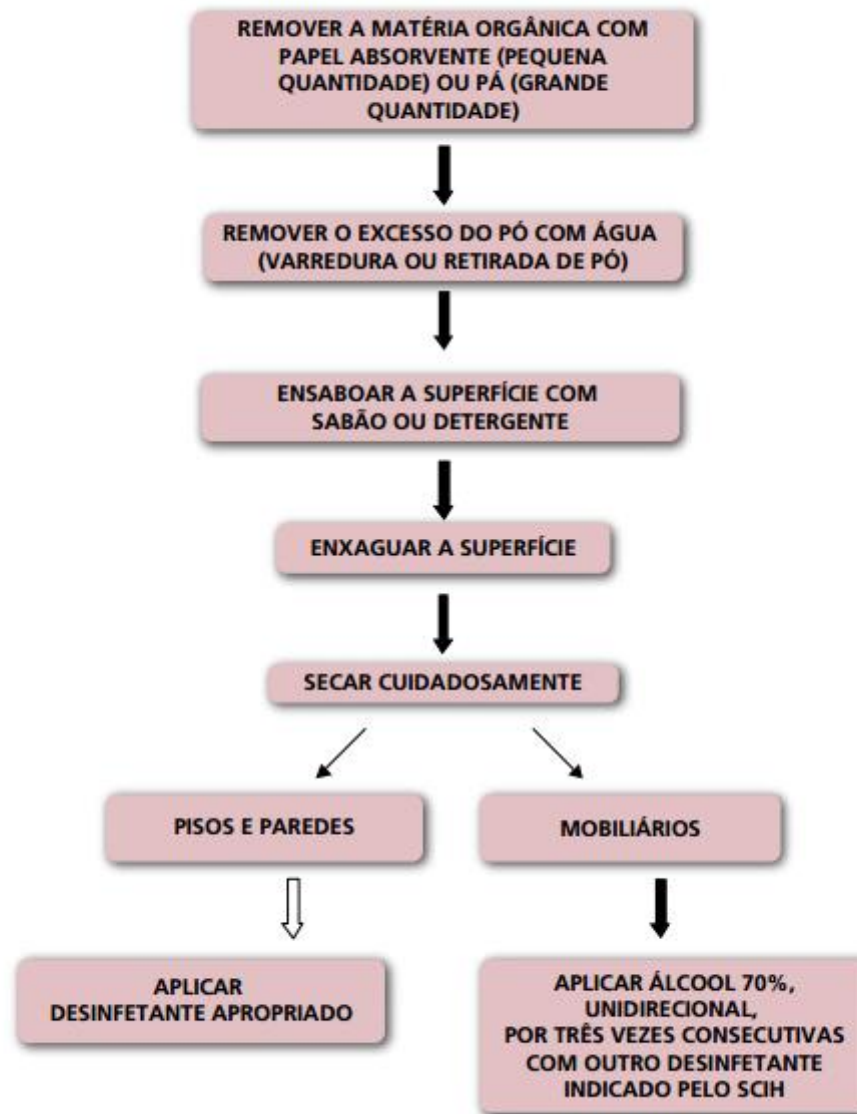 REMOVER A MATÉRIA ORGÂNICA COM
PAPEL ABSORVENTE (PEQUENA
QUANTIDADE) OU PÁ (GRANDE
QUANTIDADE)
REMOVER O EXCESSO DO PÓ COM ÁGUA
(VARREDURA OU RETIRADA DE PÓ)
ENSABOAR A SUPERFÍCIE COM
SABÃO OU DETERGENTE
ENXAGUAR A SUPERFÍCIE
SECAR CUIDADOSAMENTE
PISOS E PAREDES
MOBILIÁRIOS
APLICAR
DESINFETANTE APROPRIADO
APLICAR ÁLCOOL 70%,
UNIDIRECIONAL,
POR TRÊS VEZES CONSECUTIVAS
COM OUTRO DESINFETANTE
INDICADO PELO SCIH